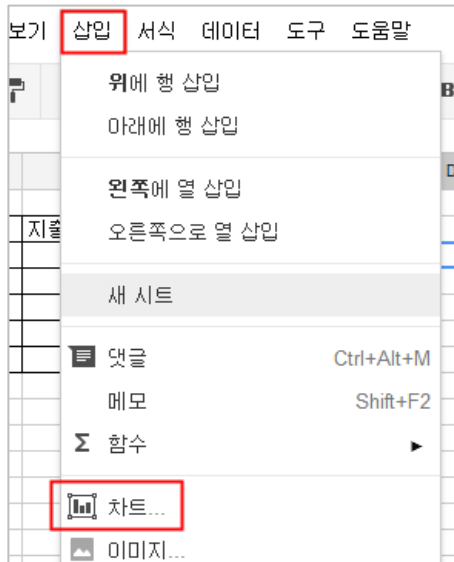 보기 삽입 서식 데이터 도구 도움말
위에 행 삽입
아래에 행 삽입
왼쪽에 열 삽입
오른쪽으로 열 삽입
지출
새 시트
댓글 Ctrl+Alt+M
메모 Shift+F2
Σ 함수 ►
차트...
이미지...
B
D